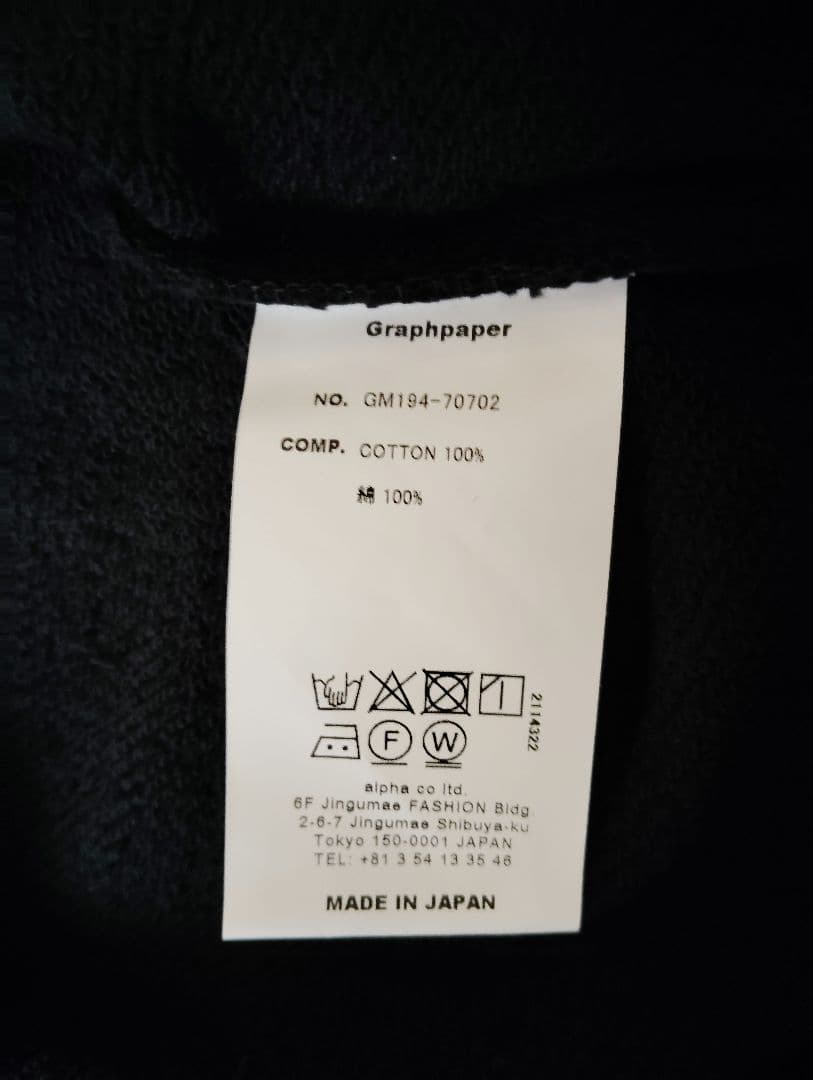 Graphpaper
NO. GM194-70702
COMP. COTTON 100%
綿 100%
2114322
F W
alpha co ltd.
6F Jingumae FASHION Bldg
2-6-7 Jingumae Shibuya-ku
Tokyo 150-0001 JAPAN
TEL: +81 3 54 13 35 46
MADE IN JAPAN